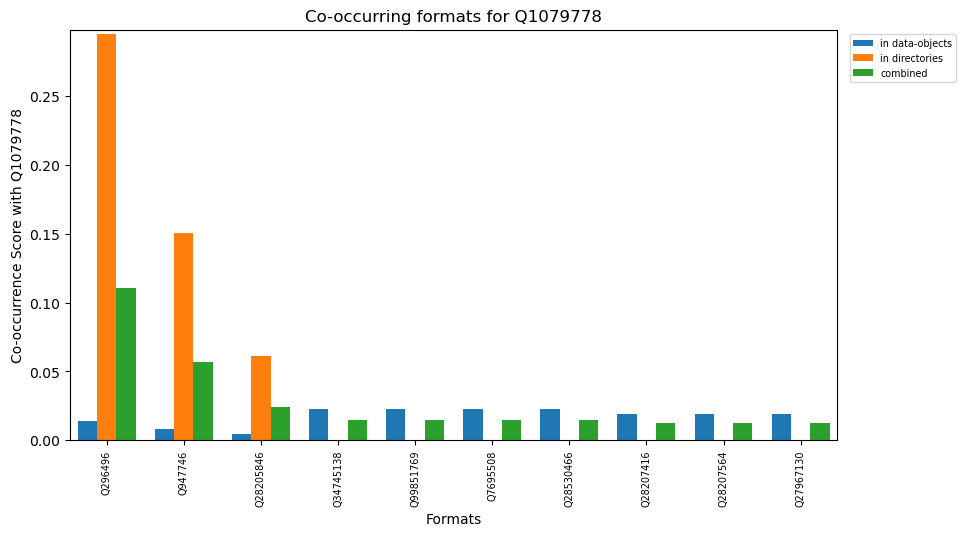 Co-occurring formats for Q1079778
in data-objects
in directories
combined
Co-occurrence Score with Q1079778
0.25
0.20
0.15
0.10
0.05
0.00
Q296496
Q947746
Q28205846
Q34745138
Q99851769
Q7695508
Q28530466
Q28207416
Q28207564
Q27967130
Formats